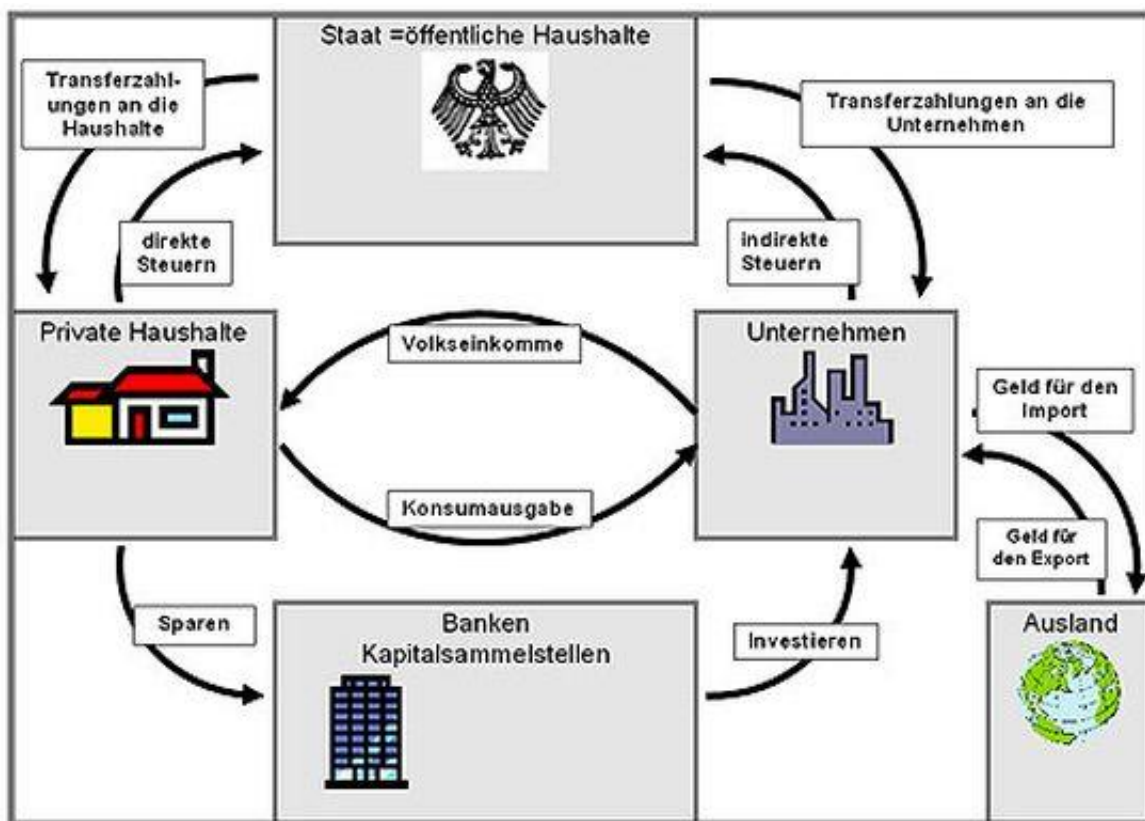 Staat =öffentliche Haushalte
Transferzahl-
ungen an die
Haushalte
Transferzahlungen an die
Unternehmen
direkte
Steuern
indirekte
Steuern
Private Haushalte
Volkseinkomme
Unternehmen
Geld für den
Import
Konsumausgabe
Geld für
den Export
Sparen
Banken
Kapitalsammelstellen
Investieren
Ausland